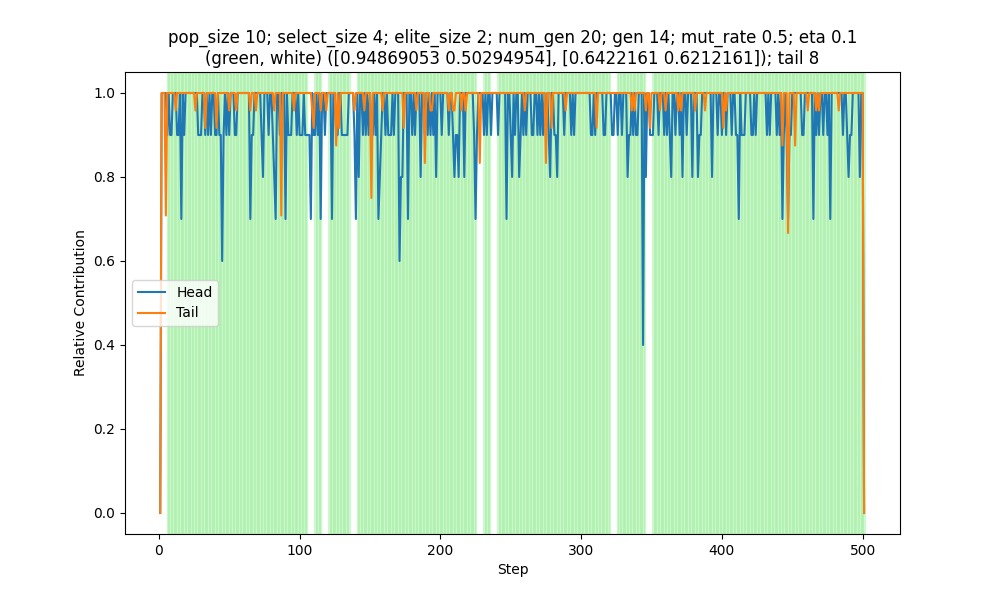 pop_size 10; select_size 4; elite_size 2; num_gen 20; gen 14; mut_rate 0.5; eta 0.1
(green, white) ([0.94869053 0.50294954], [0.6422161 0.6212161]); tail 8
1.0
0.8
0.6
0.4
0.2
0.0
Relative Contribution
Head
Tail
0
100
200
300
400
500
Step